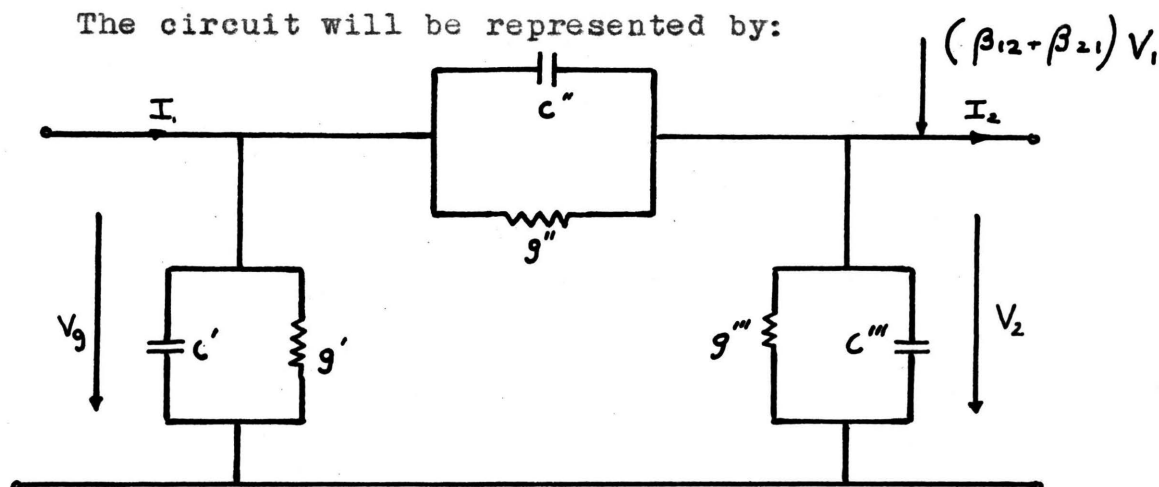 The circuit will be represented by:
(β₁₂ - β₂₁) V₁
C"
I₁
I₂
g"
Vg
C'
g'
g'''
C'''
V₂